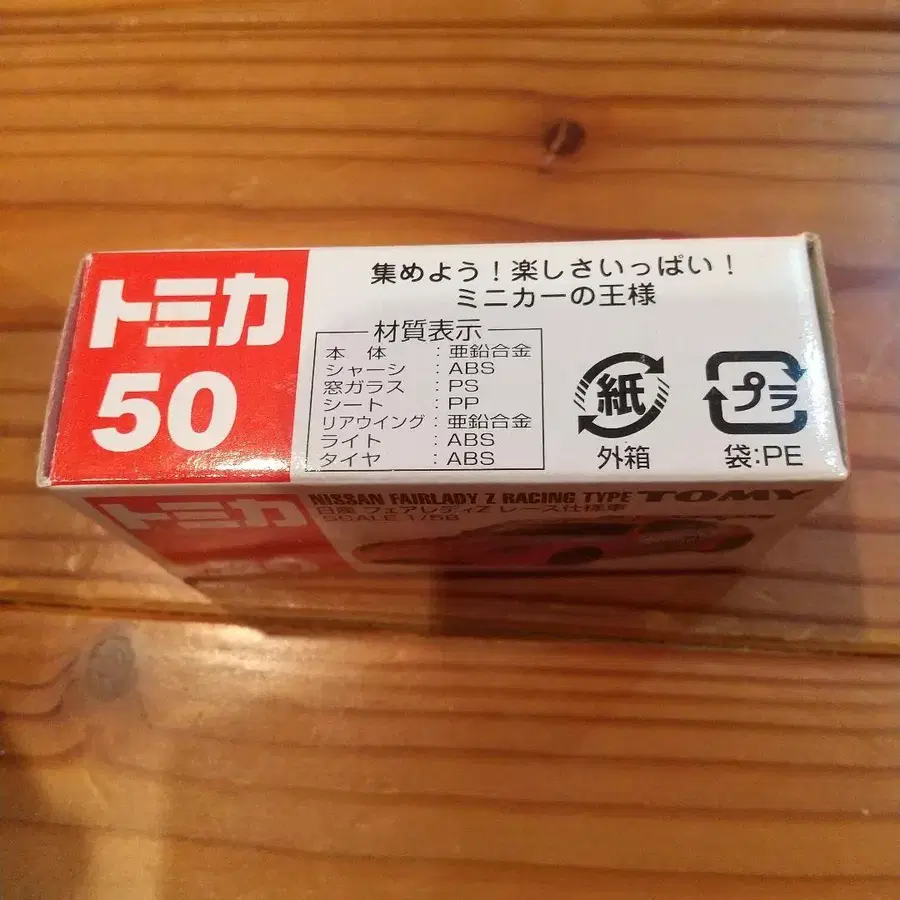 トミカ
50
集めよう!楽しさいっぱい!
ミニカーの王様
材質表示
本体:亜鉛合金
シャーシ:ABS
窓ガラス:PS
シート:PP
リアウイング:亜鉛合金
ライト:ABS
タイヤ:ABS
紙
外箱
プラ
袋:PE
トミカ
NISSAN FAIRLADY Z RACING TYPE TOMY
日産 フェアレディZ レース仕様車
SCALE 1/58